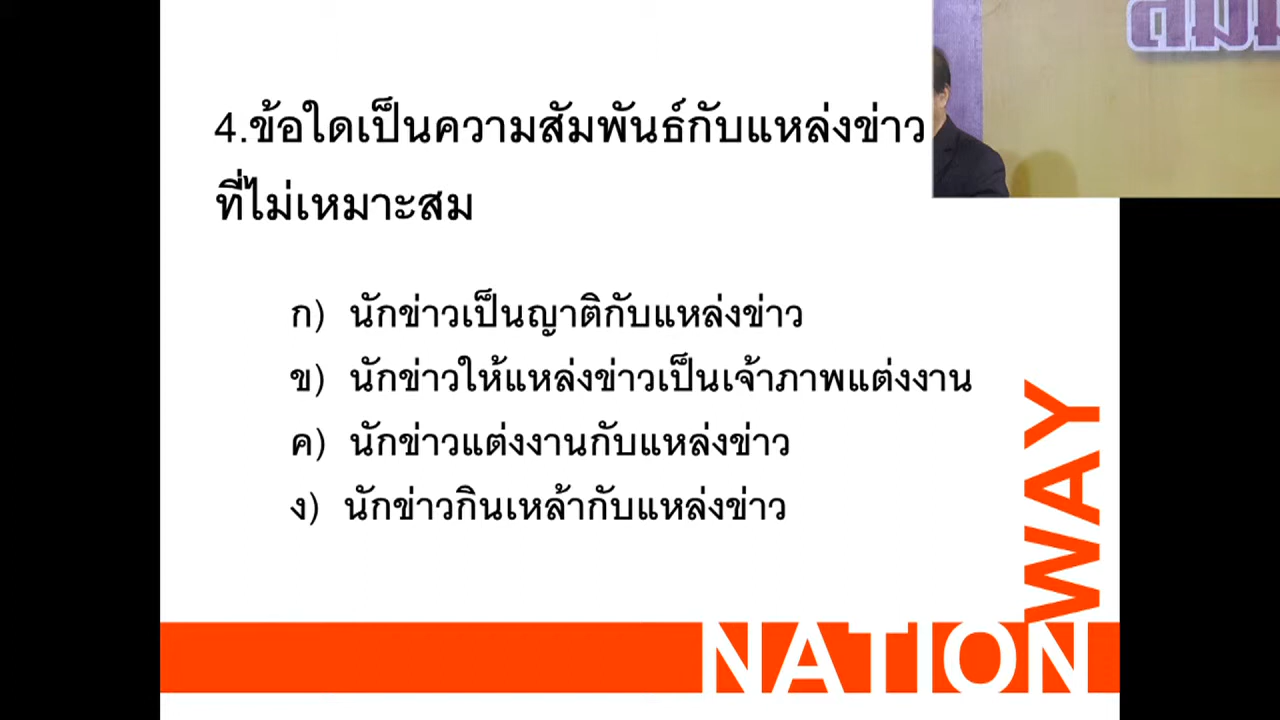 4.ข้อใดเป็นความสัมพันธ์กับแหล่งข่าว
ที่ไม่เหมาะสม
ก) นักข่าวเป็นญาติกับแหล่งข่าว
ข) นักข่าวให้แหล่งข่าวเป็นเจ้าภาพแต่งงาน
ค) นักข่าวแต่งงานกับแหล่งข่าว
ง) นักข่าวกินเหล้ากับแหล่งข่าว
WAY
NATION